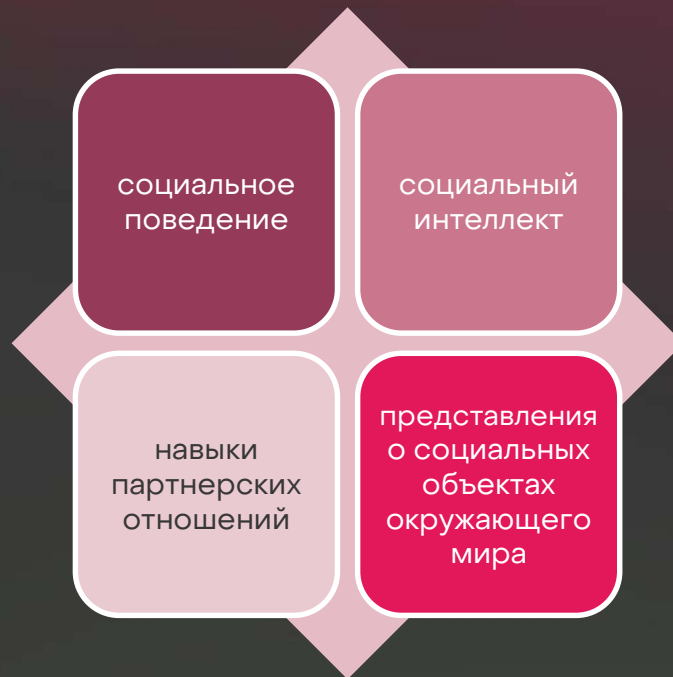 социальное
поведение
социальный
интеллект
навыки
партнерских
отношений
представления
о социальных
объектах
окружающего
мира